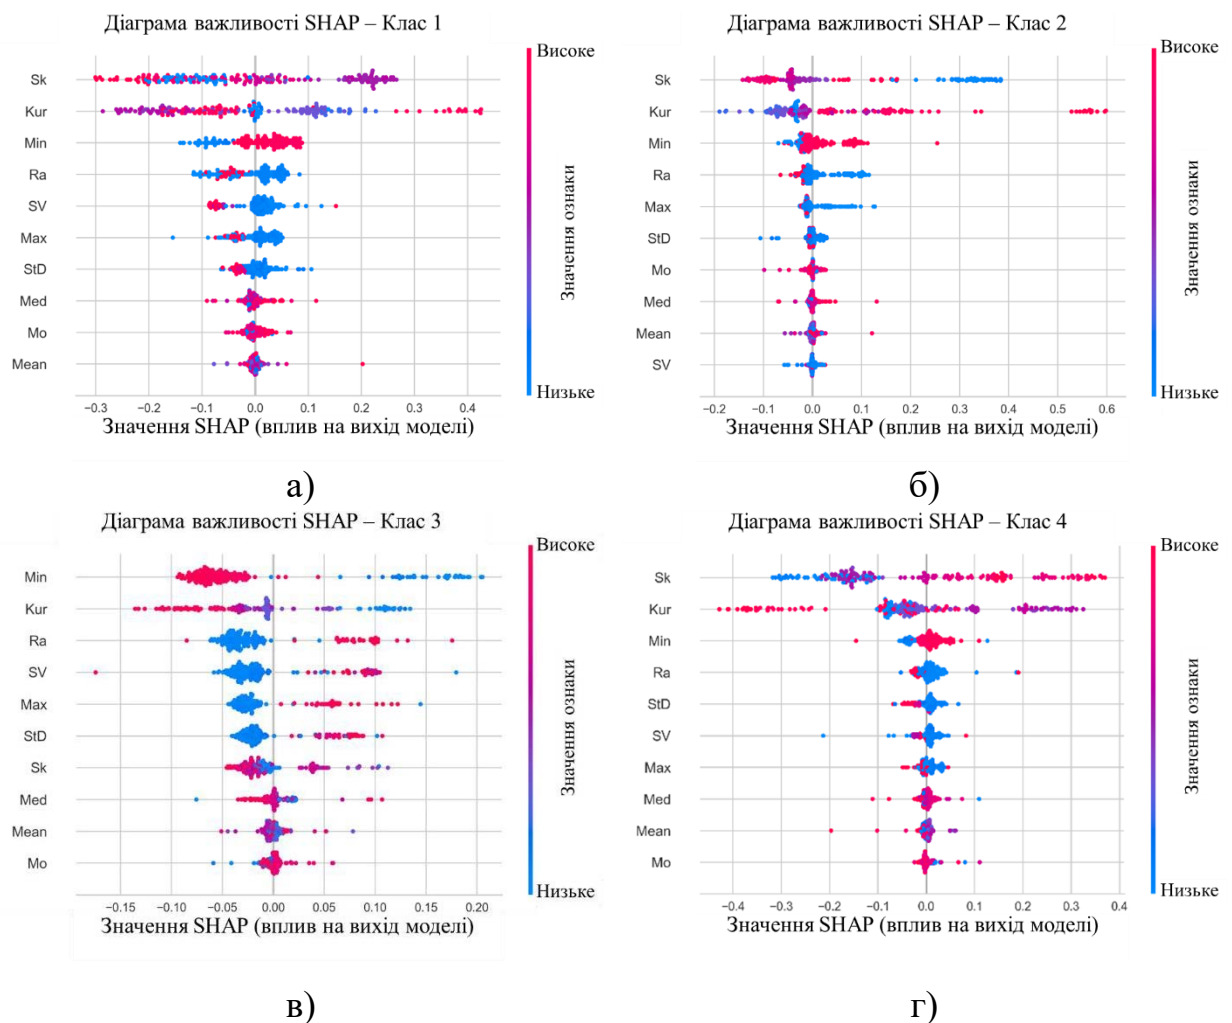 Діаграма важливості SHAP – Клас 1
Високе
Sk
Kur
Min
Ra
SV
Max
StD
Med
Mo
Mean
Значення ознаки
Низьке
−0.3 −0.2 −0.1 0.0 0.1 0.2 0.3 0.4
Значення SHAP (вплив на вихід моделі)
а)
Діаграма важливості SHAP – Клас 2
Високе
Sk
Kur
Min
Ra
Max
StD
Mo
Med
Mean
SV
Значення ознаки
Низьке
−0.2 −0.1 0.0 0.1 0.2 0.3 0.4 0.5 0.6
Значення SHAP (вплив на вихід моделі)
б)
Діаграма важливості SHAP – Клас 3
Високе
Min
Kur
Ra
SV
Max
StD
Sk
Med
Mean
Mo
Значення ознаки
Низьке
−0.15 −0.10 −0.05 0.00 0.05 0.10 0.15 0.20
Значення SHAP (вплив на вихід моделі)
в)
Діаграма важливості SHAP – Клас 4
Високе
Sk
Kur
Min
Ra
StD
SV
Max
Med
Mean
Mo
Значення ознаки
Низьке
−0.4 −0.3 −0.2 −0.1 0.0 0.1 0.2 0.3 0.4
Значення SHAP (вплив на вихід моделі)
г)